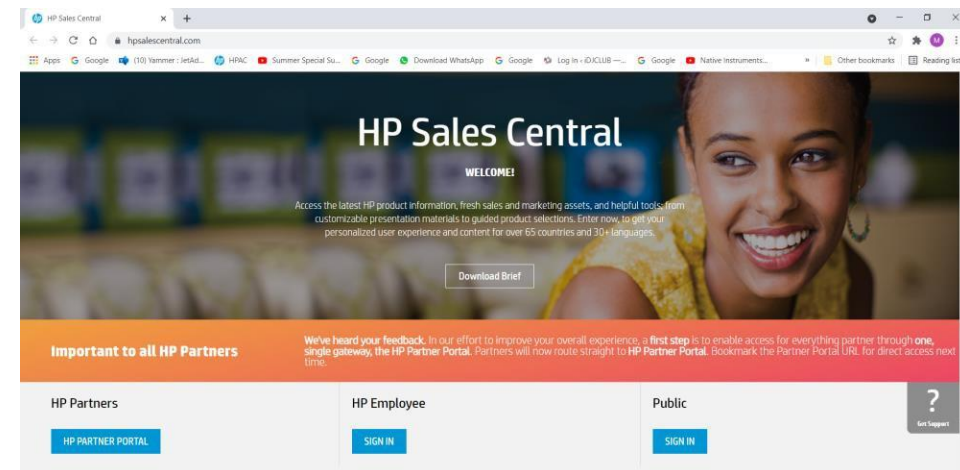 HP Sales Central
hpsalescentral.com
Apps Google (10) Yammer : JetAd... HPAC Summer Special Su... Google Download WhatsApp Google Log In ‹ iDJCLUB —... Google Native Instruments... » Other bookmarks Reading list
HP Sales Central
WELCOME!
Access the latest HP product information, fresh sales and marketing assets, and helpful tools; from
customizable presentation materials to guided product selections. Enter now, to get your
personalized user experience and content for over 65 countries and 30+ languages.
Download Brief
Important to all HP Partners
We've heard your feedback. In our effort to improve your overall experience, a first step is to enable access for everything partner through one,
single gateway, the HP Partner Portal. Partners will now route straight to HP Partner Portal. Bookmark the Partner Portal URL for direct access next
time.
HP Partners HP Employee Public
HP PARTNER PORTAL SIGN IN SIGN IN
?
Get Support
M